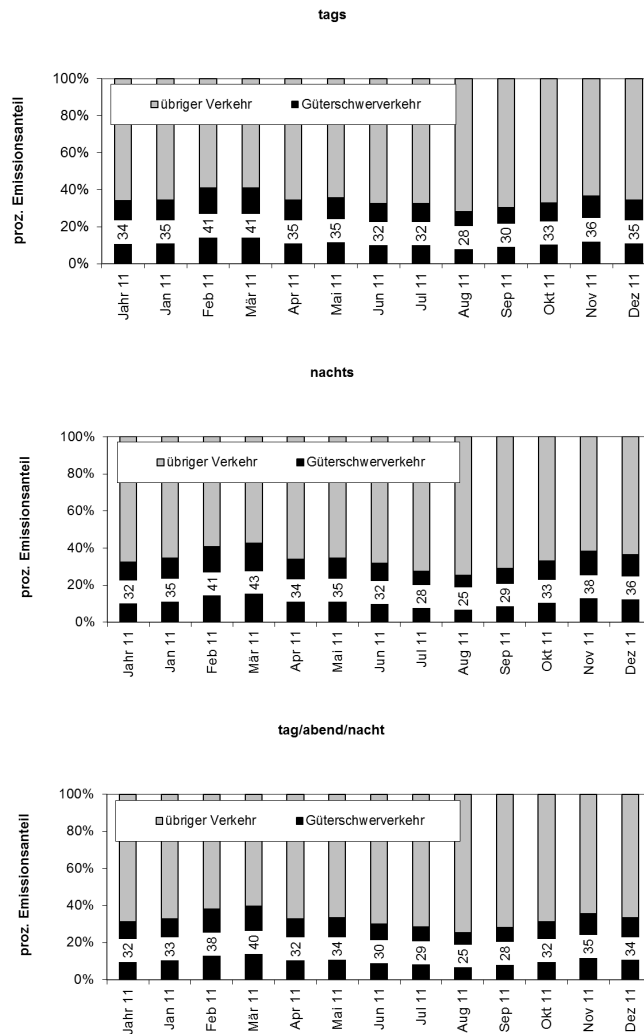 tags
proz. Emissionsanteil
100%
80%
60%
40%
20%
0%
übriger Verkehr Güterschwerverkehr
34 35 41 41 35 35 32 32 28 30 33 36 35
Jahr 11 Jan 11 Feb 11 Mär 11 Apr 11 Mai 11 Jun 11 Jul 11 Aug 11 Sep 11 Okt 11 Nov 11 Dez 11
nachts
proz. Emissionsanteil
100%
80%
60%
40%
20%
0%
übriger Verkehr Güterschwerverkehr
32 35 41 43 34 35 32 28 25 29 33 38 36
Jahr 11 Jan 11 Feb 11 Mär 11 Apr 11 Mai 11 Jun 11 Jul 11 Aug 11 Sep 11 Okt 11 Nov 11 Dez 11
tag/abend/nacht
proz. Emissionsanteil
100%
80%
60%
40%
20%
0%
übriger Verkehr Güterschwerverkehr
32 33 38 40 32 34 30 29 25 28 32 35 34
Jahr 11 Jan 11 Feb 11 Mär 11 Apr 11 Mai 11 Jun 11 Jul 11 Aug 11 Sep 11 Okt 11 Nov 11 Dez 11